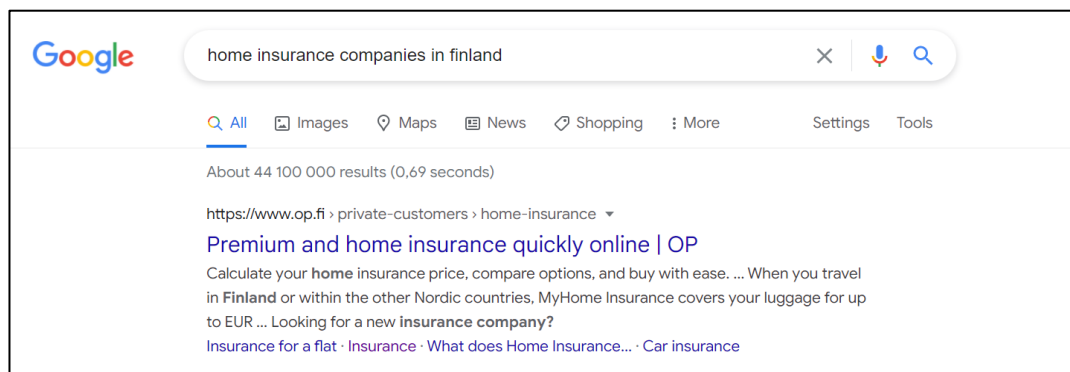 Google
home insurance companies in finland
All Images Maps News Shopping More Settings Tools
About 44 100 000 results (0,69 seconds)
https://www.op.fi › private-customers › home-insurance
Premium and home insurance quickly online | OP
Calculate your home insurance price, compare options, and buy with ease. ... When you travel
in Finland or within the other Nordic countries, MyHome Insurance covers your luggage for up
to EUR ... Looking for a new insurance company?
Insurance for a flat · Insurance · What does Home Insurance... · Car insurance